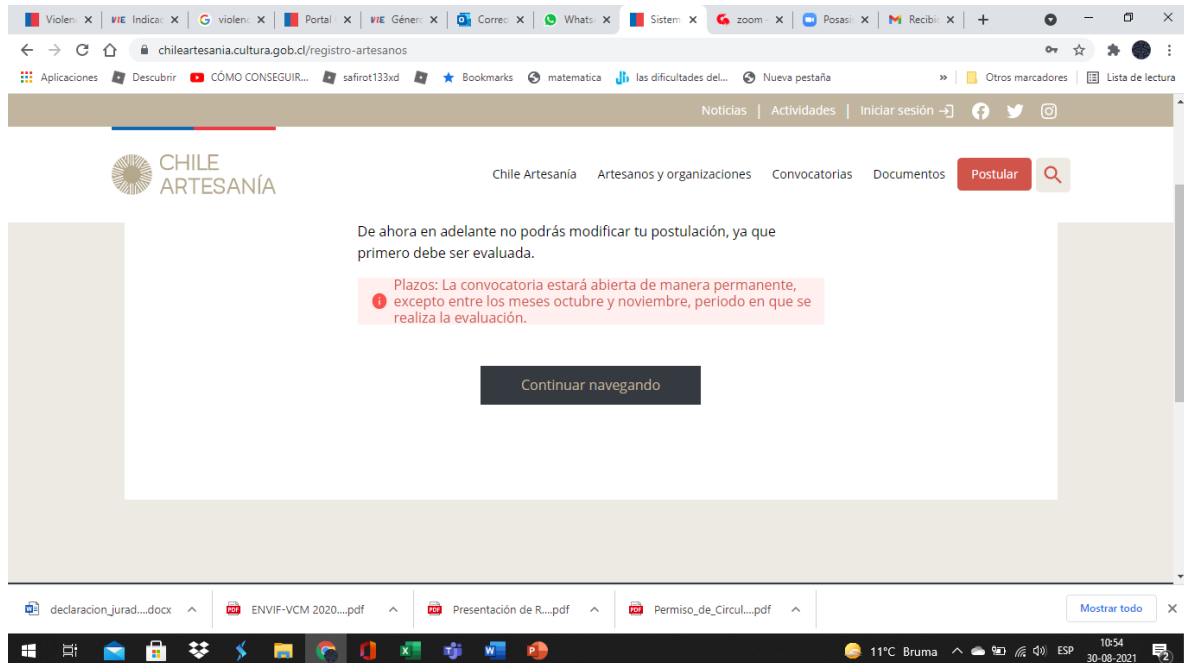 Violen
VIE Indicac
violenc
Portal
VIE Género
Correo
Whats
Sistem
zoom
Posasi
Recibi
chileartesania.cultura.gob.cl/registro-artesanos
Aplicaciones
Descubrir
CÓMO CONSEGUIR...
safirot133xd
Bookmarks
matematica
las dificultades del...
Nueva pestaña
»
Otros marcadores
Lista de lectura
Noticias | Actividades | Iniciar sesión
CHILE
ARTESANÍA
Chile Artesanía
Artesanos y organizaciones
Convocatorias
Documentos
Postular
De ahora en adelante no podrás modificar tu postulación, ya que
primero debe ser evaluada.
Plazos: La convocatoria estará abierta de manera permanente,
excepto entre los meses octubre y noviembre, periodo en que se
realiza la evaluación.
Continuar navegando
declaracion_jurad....docx
ENVIF-VCM 2020....pdf
Presentación de R....pdf
Permiso_de_Circul....pdf
Mostrar todo
11°C Bruma
ESP
10:54
30-08-2021
2